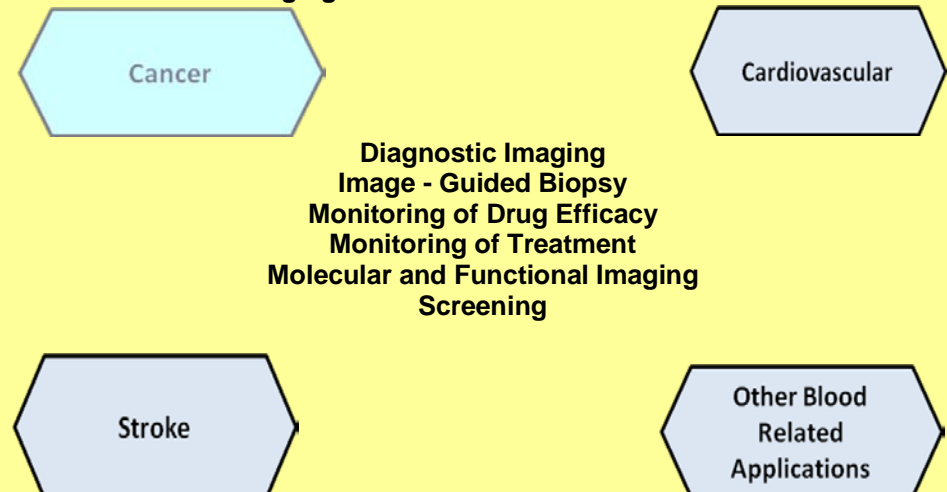 Cancer
Cardiovascular
Diagnostic Imaging
Image - Guided Biopsy
Monitoring of Drug Efficacy
Monitoring of Treatment
Molecular and Functional Imaging
Screening
Stroke
Other Blood
Related
Applications